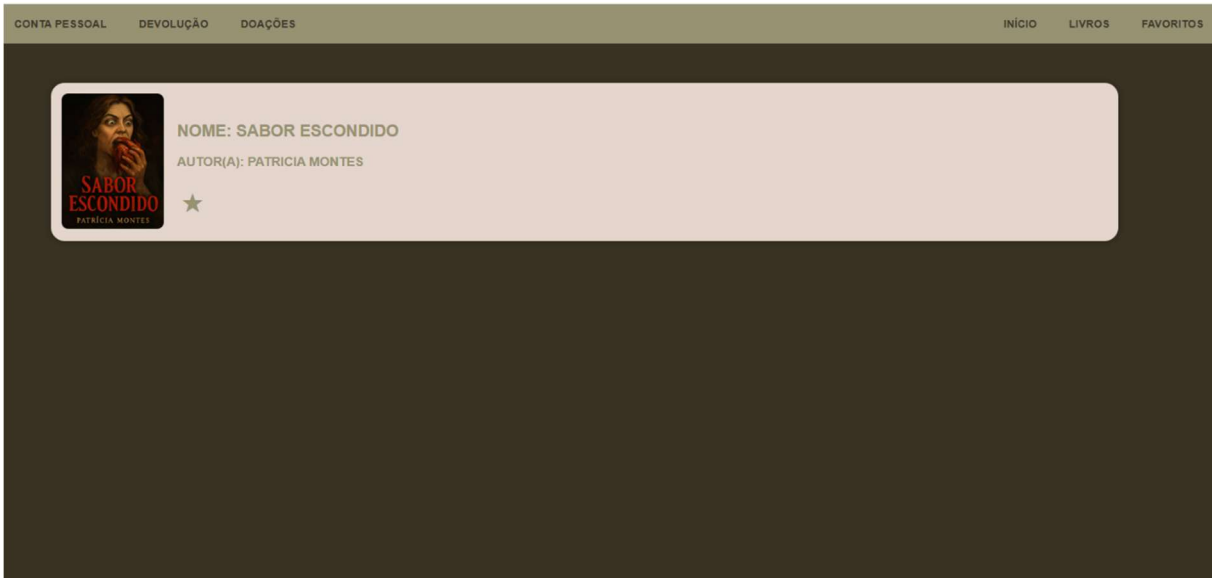 CONTA PESSOAL DEVOLUÇÃO DOAÇÕES INÍCIO LIVROS FAVORITOS
SABOR
ESCONDIDO
PATRÍCIA MONTES
NOME: SABOR ESCONDIDO
AUTOR(A): PATRICIA MONTES